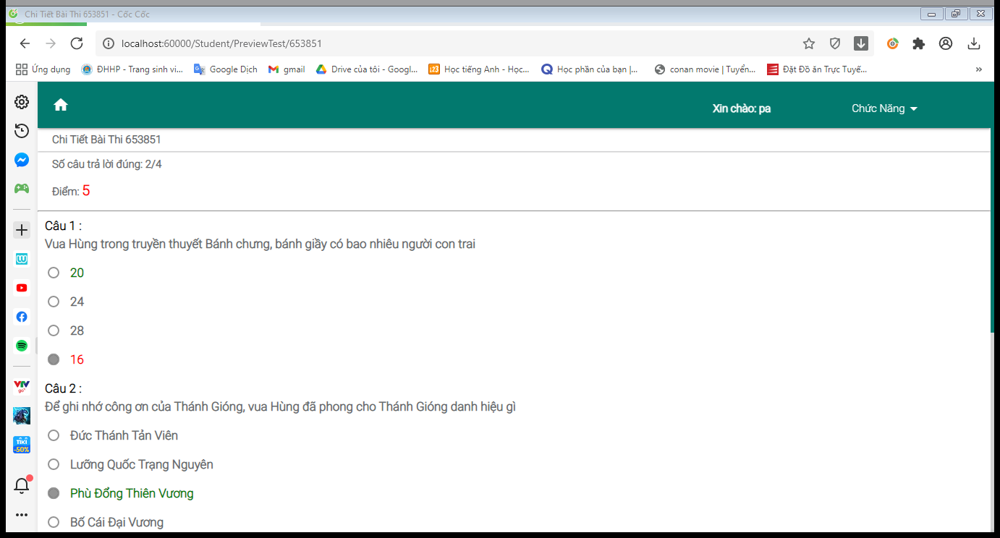 Chi Tiết Bài Thi 653851 - Cốc Cốc
localhost:60000/Student/PreviewTest/653851
Ứng dụng ĐHHP - Trang sinh vi... Google Dịch gmail Drive của tôi - Googl... 123 Học tiếng Anh - Học... Học phần của bạn |... conan movie | Tuyển... Đặt Đồ ăn Trực Tuyế... »
Xin chào: pa Chức Năng
Chi Tiết Bài Thi 653851
Số câu trả lời đúng: 2/4
Điểm: 5
Câu 1 :
Vua Hùng trong truyền thuyết Bánh chưng, bánh giầy có bao nhiêu người con trai
20
24
28
16
Câu 2 :
Để ghi nhớ công ơn của Thánh Gióng, vua Hùng đã phong cho Thánh Gióng danh hiệu gì
Đức Thánh Tản Viên
Lưỡng Quốc Trạng Nguyên
Phù Đổng Thiên Vương
Bố Cái Đại Vương
VTV
go
TIKI
-50%